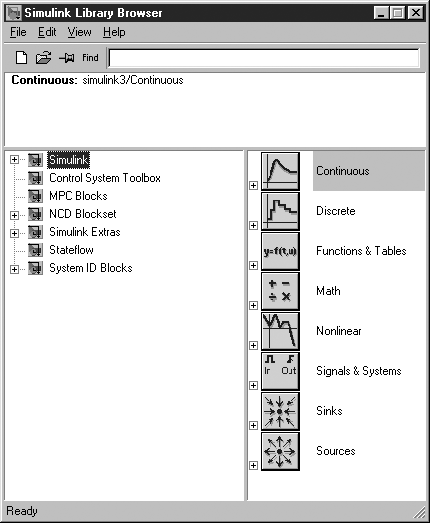 Simulink Library Browser
File Edit View Help
Find
Continuous: simulink3/Continuous
Simulink
Control System Toolbox
MPC Blocks
NCD Blockset
Simulink Extras
Stateflow
System ID Blocks
Continuous
Discrete
y=f(t,u) Functions & Tables
+ −
÷ × Math
Nonlinear
In Out Signals & Systems
Sinks
Sources
Ready